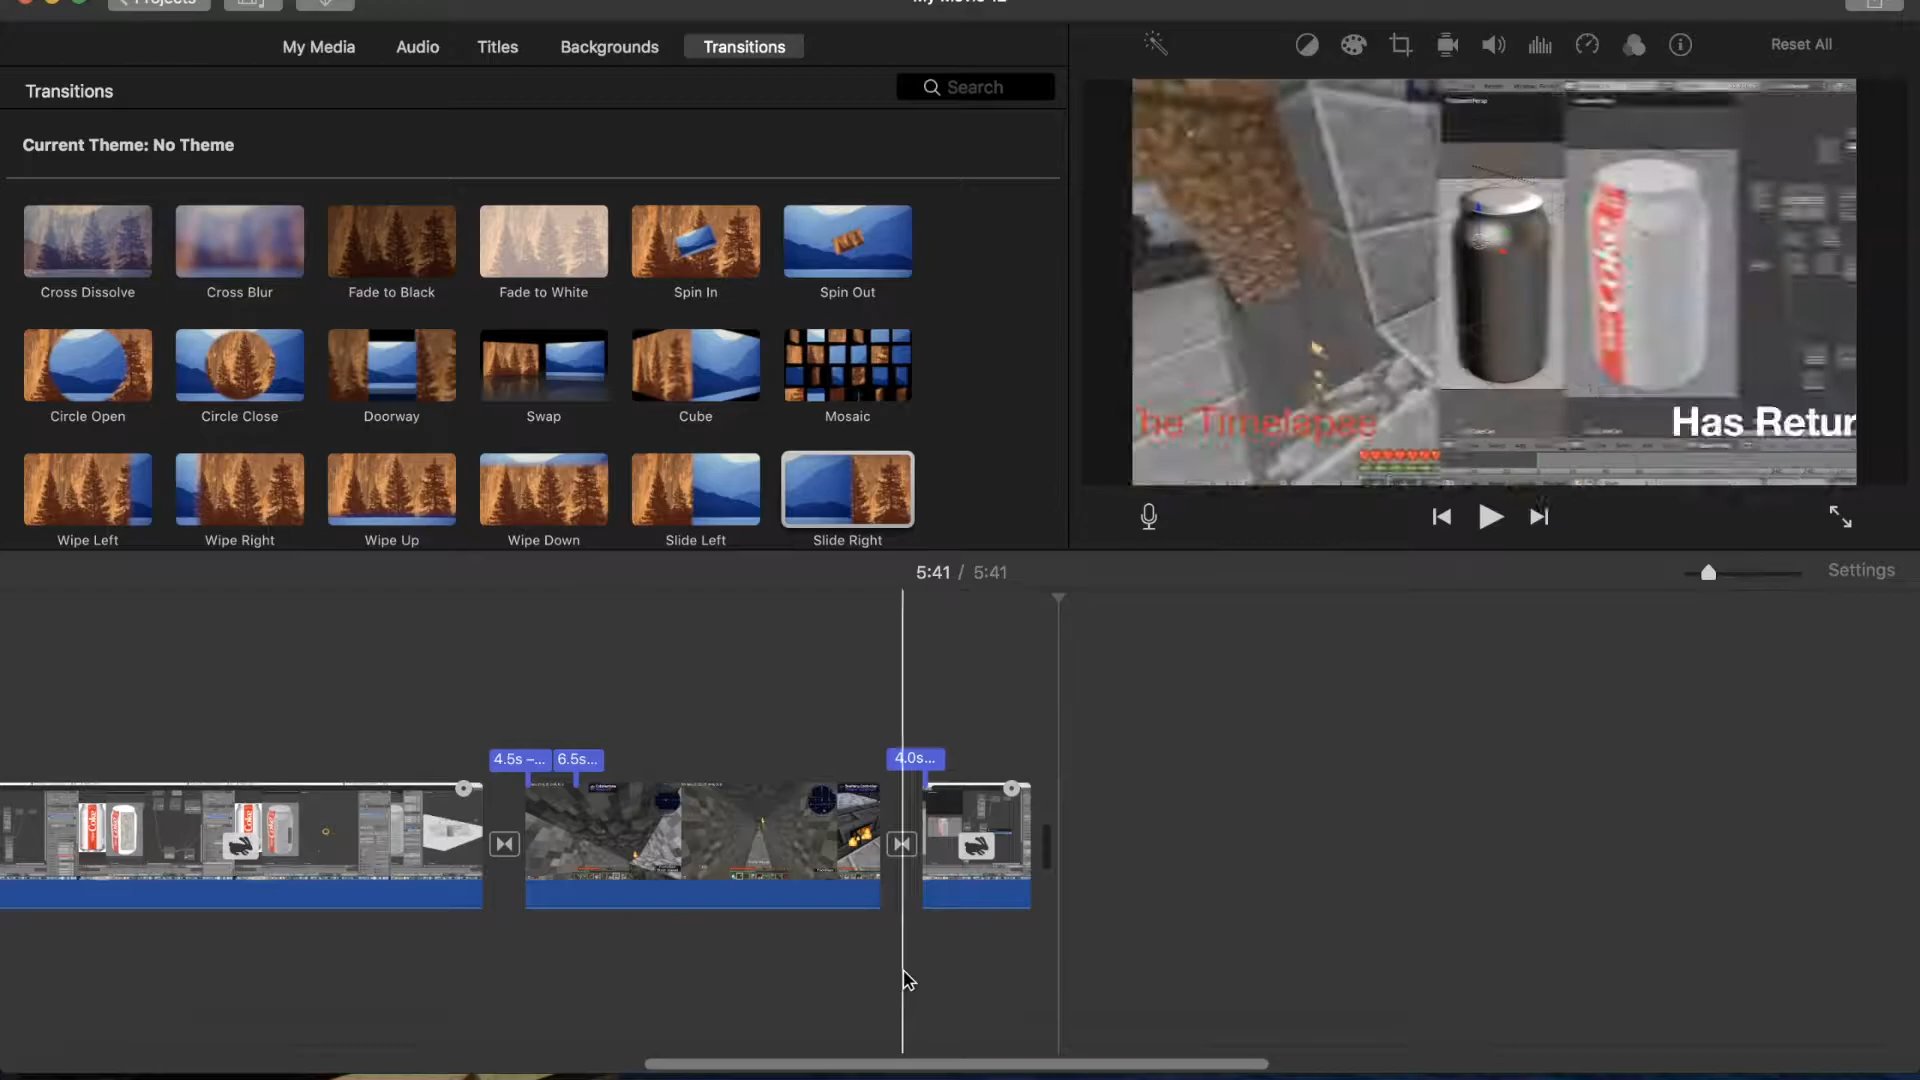 Projects
My Media Audio Titles Backgrounds Transitions
Reset All
Transitions
Search
Current Theme: No Theme
Cross Dissolve Cross Blur Fade to Black Fade to White Spin In Spin Out
Circle Open Circle Close Doorway Swap Cube Mosaic
Wipe Left Wipe Right Wipe Up Wipe Down Slide Left Slide Right
Coke
he Timelapse
Has Retur
5:41 / 5:41
Settings
4.5s –... 6.5s... 4.0s...